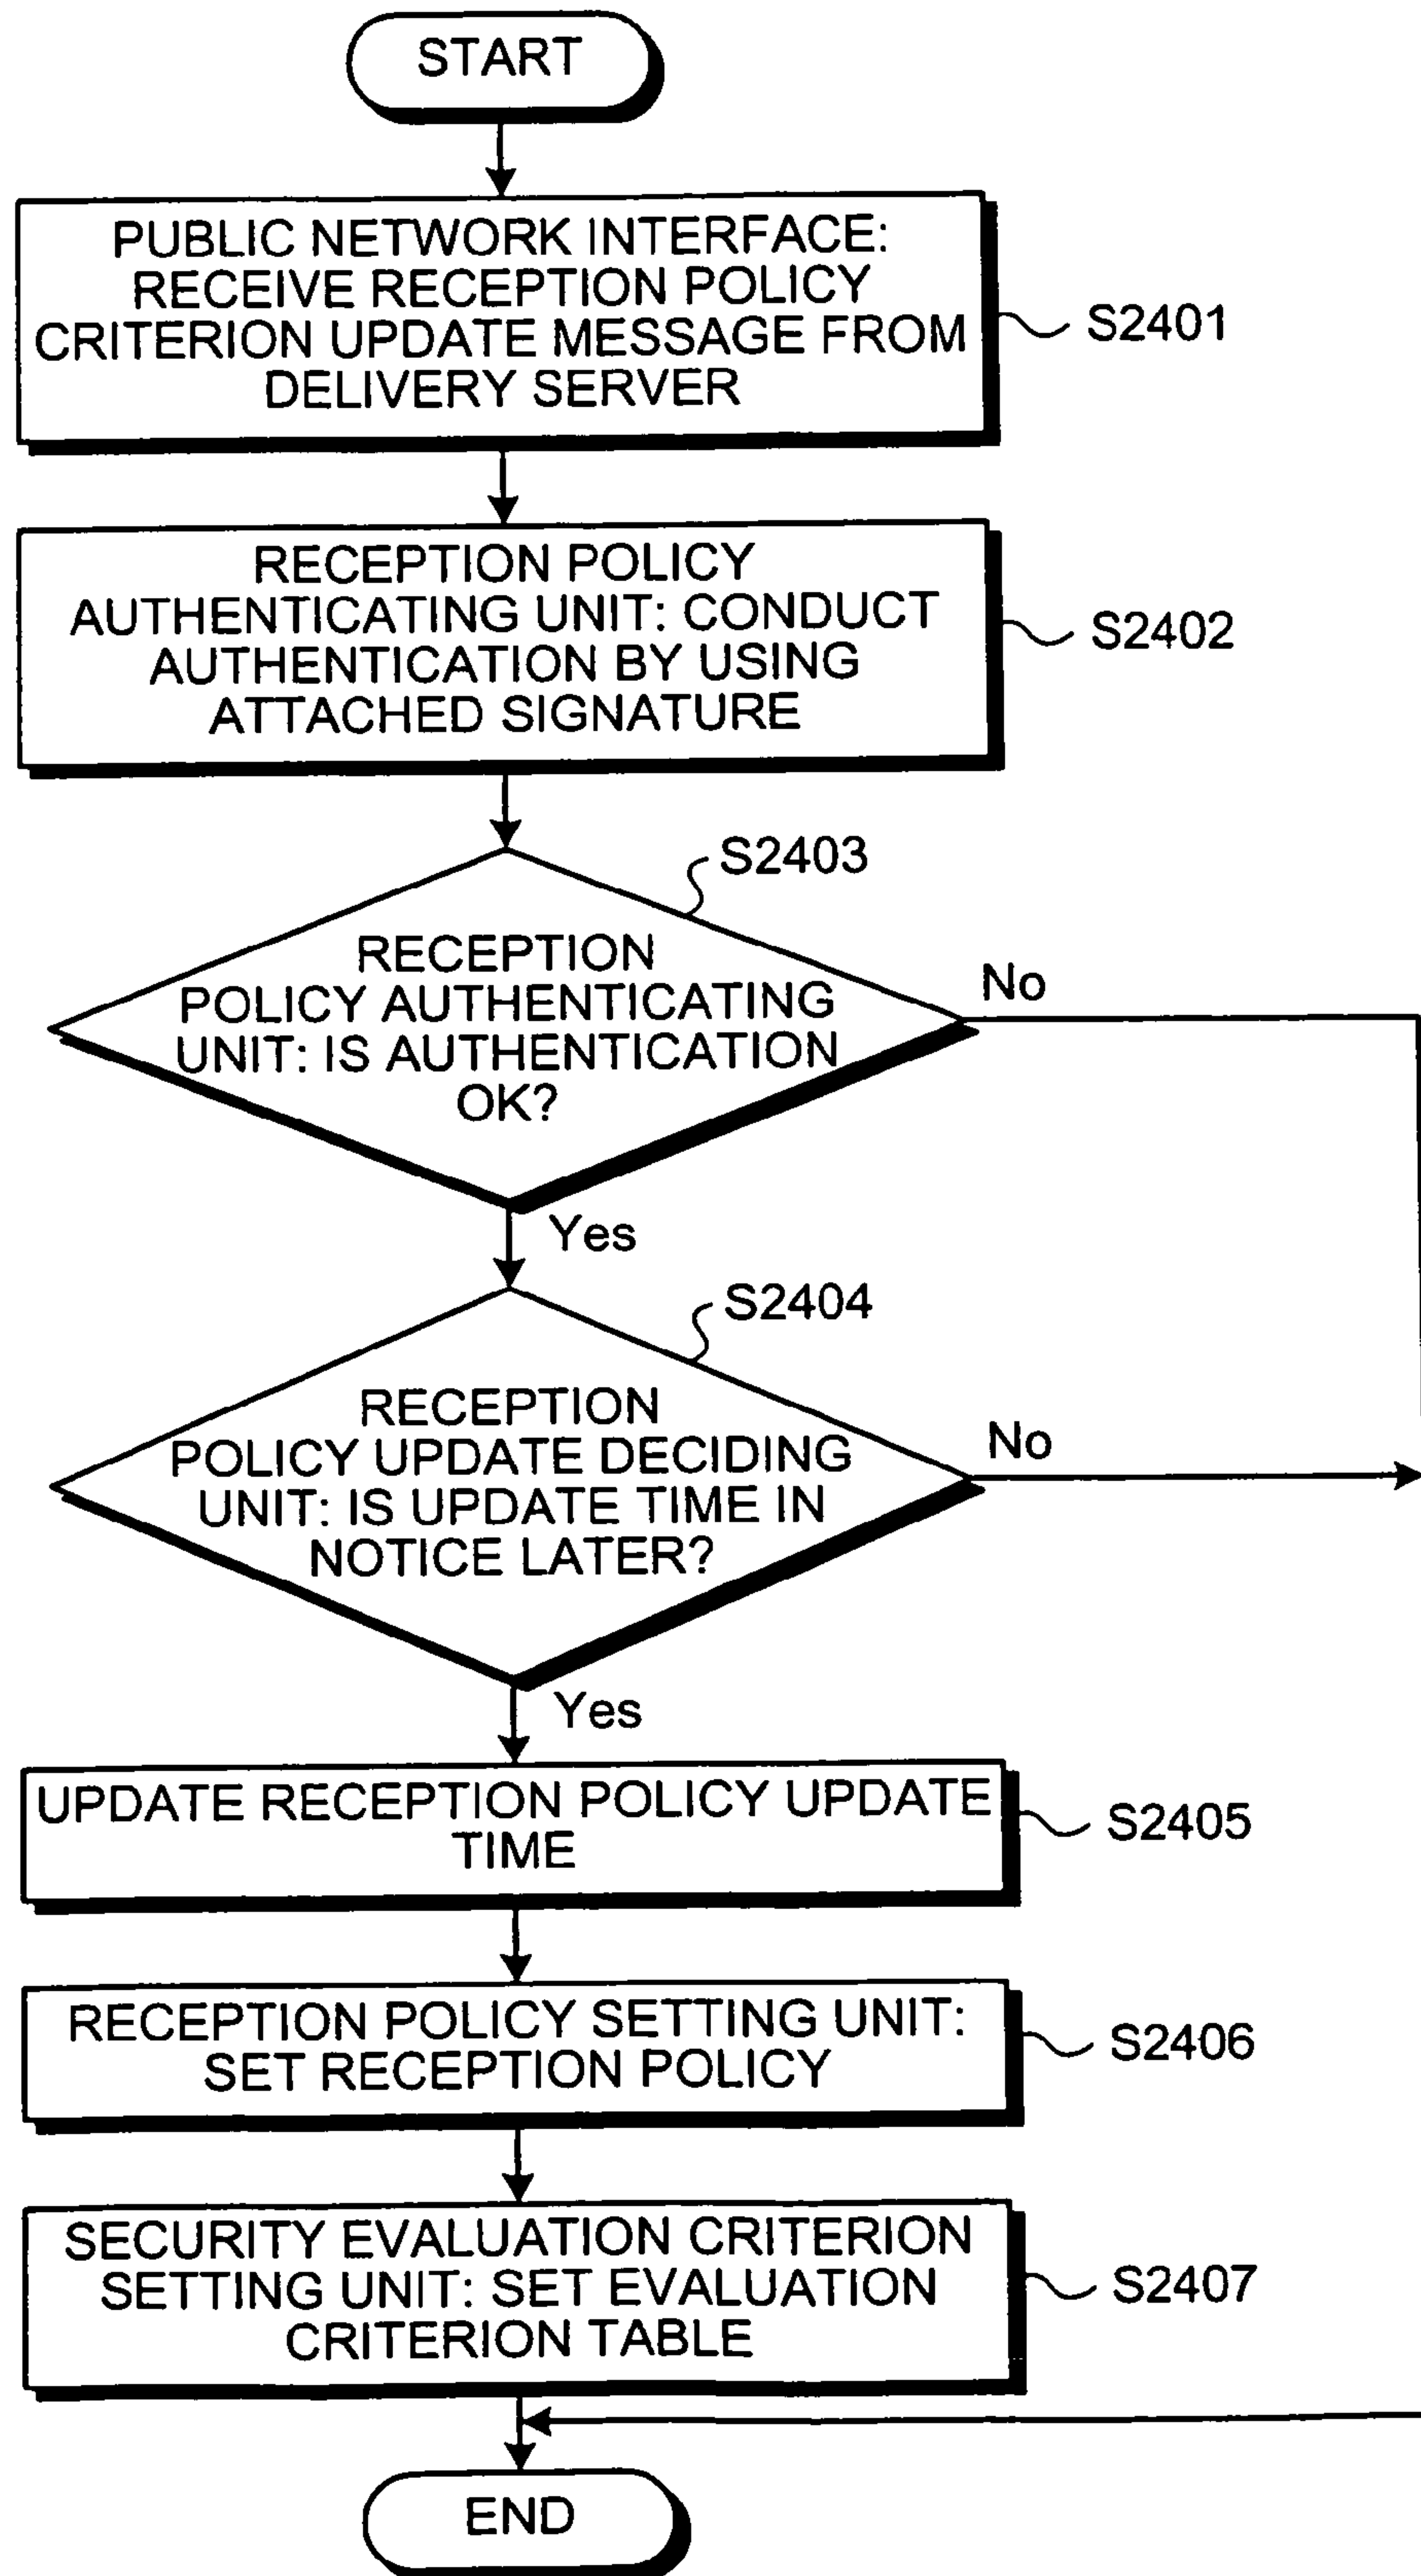 START
PUBLIC NETWORK INTERFACE:
RECEIVE RECEPTION POLICY
CRITERION UPDATE MESSAGE FROM
DELIVERY SERVER
S2401
RECEPTION POLICY
AUTHENTICATING UNIT: CONDUCT
AUTHENTICATION BY USING
ATTACHED SIGNATURE
S2402
S2403
RECEPTION
POLICY AUTHENTICATING
UNIT: IS AUTHENTICATION
OK?
No
Yes
S2404
RECEPTION
POLICY UPDATE DECIDING
UNIT: IS UPDATE TIME IN
NOTICE LATER?
No
Yes
UPDATE RECEPTION POLICY UPDATE
TIME
S2405
RECEPTION POLICY SETTING UNIT:
SET RECEPTION POLICY
S2406
SECURITY EVALUATION CRITERION
SETTING UNIT: SET EVALUATION
CRITERION TABLE
S2407
END